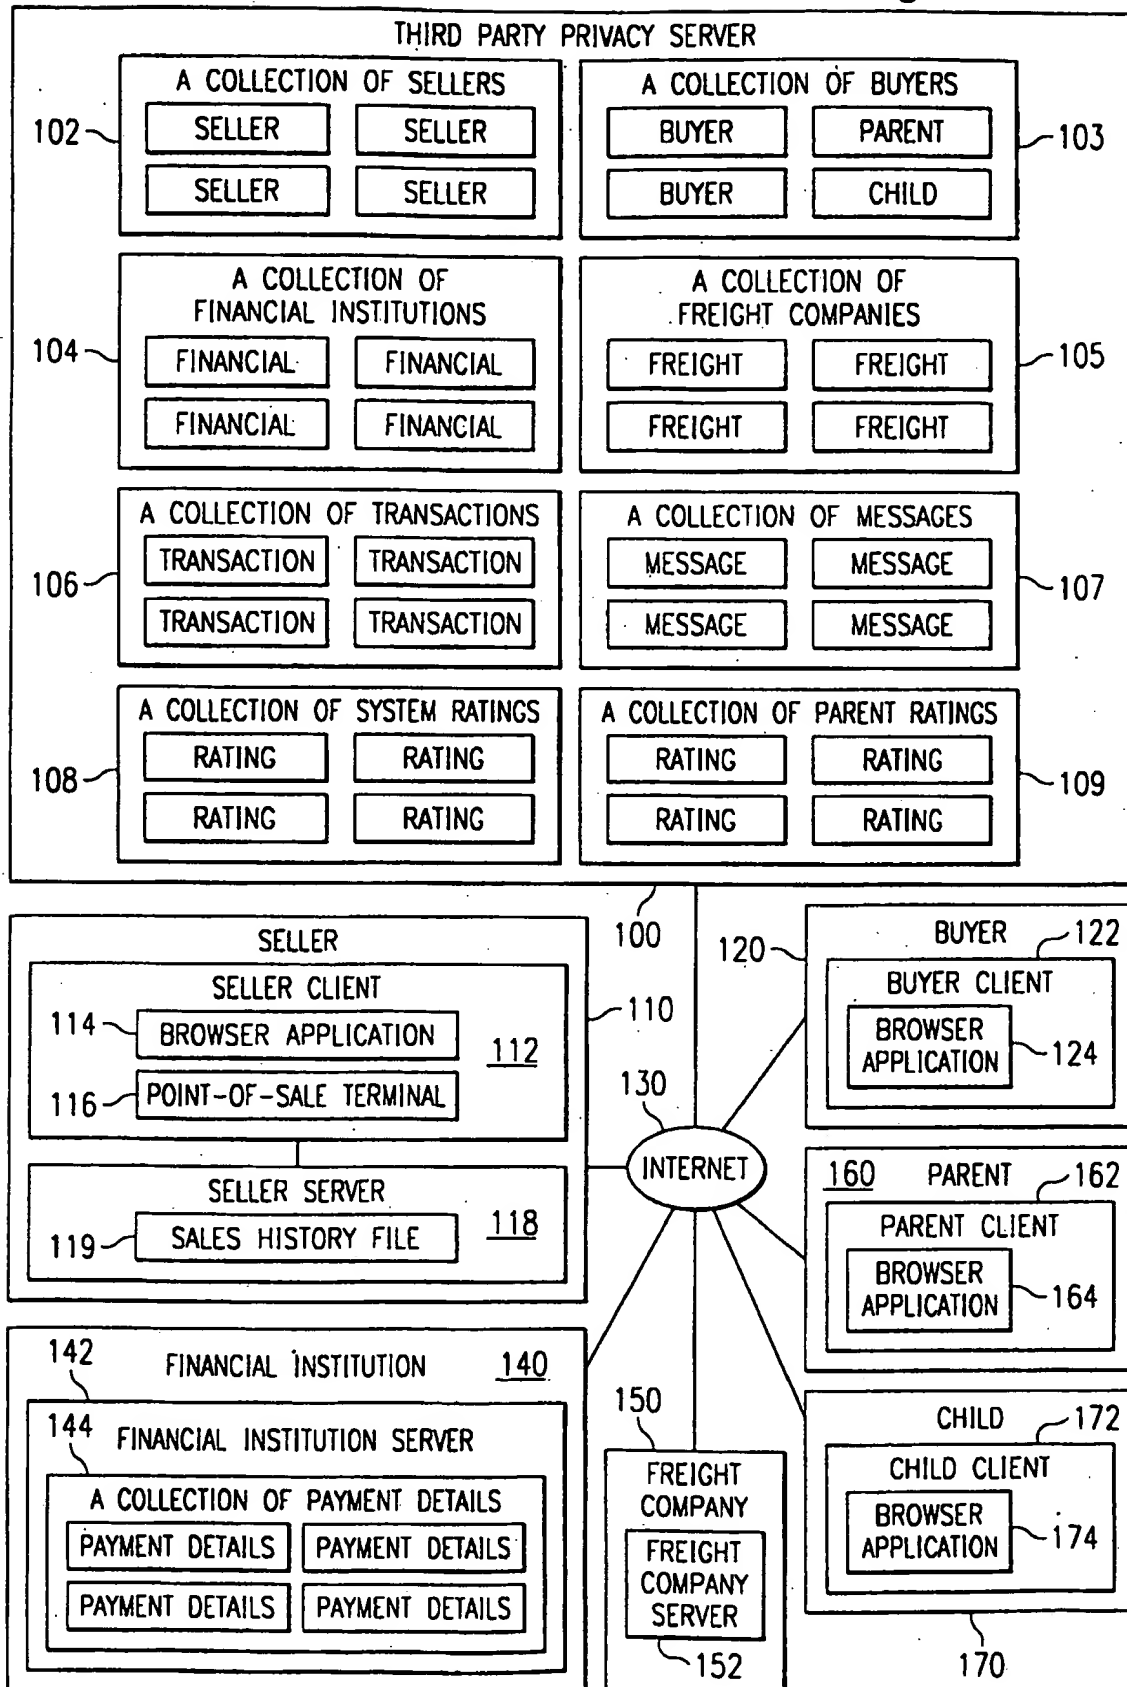 THIRD PARTY PRIVACY SERVER
A COLLECTION OF SELLERS
102
SELLER SELLER
SELLER SELLER
A COLLECTION OF BUYERS
BUYER PARENT
103
BUYER CHILD
A COLLECTION OF
FINANCIAL INSTITUTIONS
104
FINANCIAL FINANCIAL
FINANCIAL FINANCIAL
A COLLECTION OF
FREIGHT COMPANIES
105
FREIGHT FREIGHT
FREIGHT FREIGHT
A COLLECTION OF TRANSACTIONS
TRANSACTION TRANSACTION
106
TRANSACTION TRANSACTION
A COLLECTION OF MESSAGES
MESSAGE MESSAGE
107
MESSAGE MESSAGE
A COLLECTION OF SYSTEM RATINGS
RATING RATING
108
RATING RATING
A COLLECTION OF PARENT RATINGS
RATING RATING
109
RATING RATING
100
SELLER
SELLER CLIENT
110
114
BROWSER APPLICATION
112
116
POINT-OF-SALE TERMINAL
SELLER SERVER
118
119
SALES HISTORY FILE
130
INTERNET
120
BUYER
122
BUYER CLIENT
BROWSER
APPLICATION
124
160
PARENT
162
PARENT CLIENT
BROWSER
APPLICATION
164
142
FINANCIAL INSTITUTION
140
144
FINANCIAL INSTITUTION SERVER
A COLLECTION OF PAYMENT DETAILS
PAYMENT DETAILS PAYMENT DETAILS
PAYMENT DETAILS PAYMENT DETAILS
150
FREIGHT
COMPANY
FREIGHT
COMPANY
SERVER
152
CHILD
172
CHILD CLIENT
BROWSER
APPLICATION
174
170